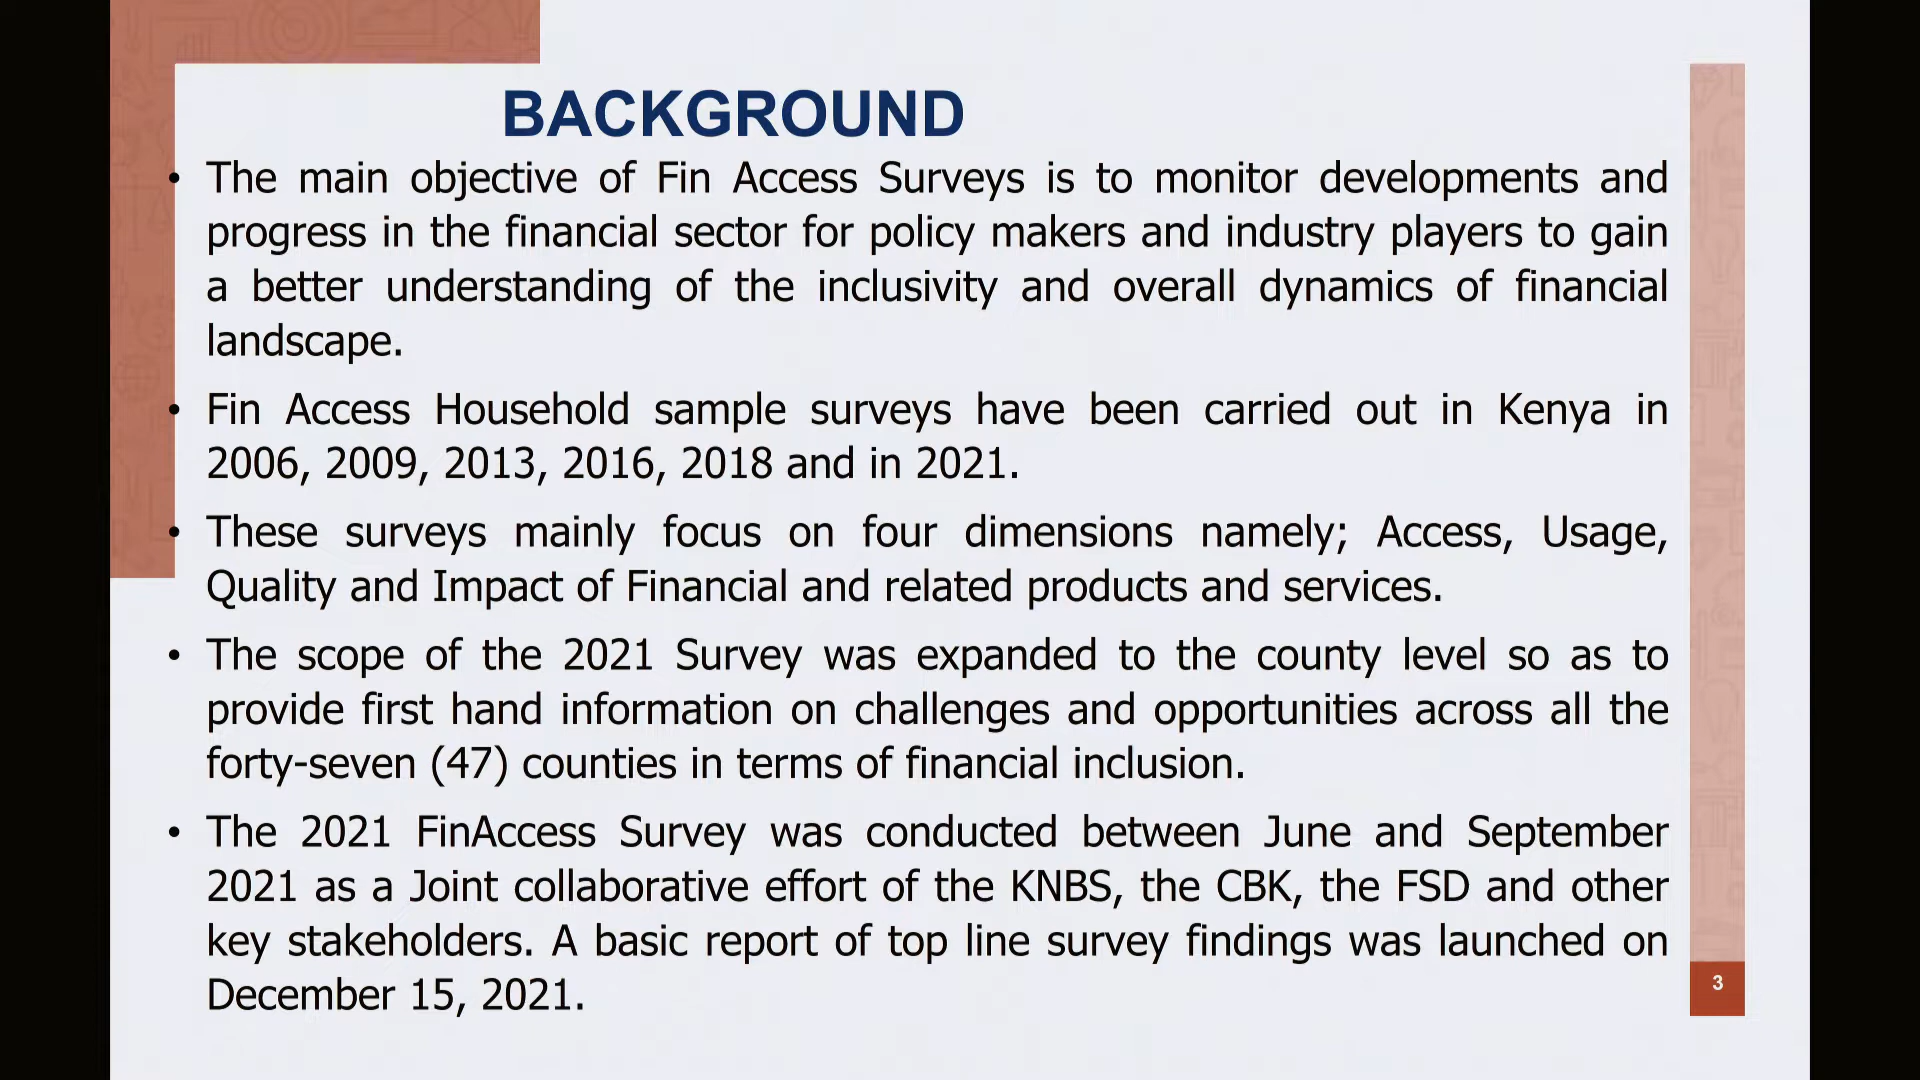 BACKGROUND
• The main objective of Fin Access Surveys is to monitor developments and
progress in the financial sector for policy makers and industry players to gain
a better understanding of the inclusivity and overall dynamics of financial
landscape.
• Fin Access Household sample surveys have been carried out in Kenya in
2006, 2009, 2013, 2016, 2018 and in 2021.
• These surveys mainly focus on four dimensions namely; Access, Usage,
Quality and Impact of Financial and related products and services.
• The scope of the 2021 Survey was expanded to the county level so as to
provide first hand information on challenges and opportunities across all the
forty-seven (47) counties in terms of financial inclusion.
• The 2021 FinAccess Survey was conducted between June and September
2021 as a Joint collaborative effort of the KNBS, the CBK, the FSD and other
key stakeholders. A basic report of top line survey findings was launched on
December 15, 2021.
3